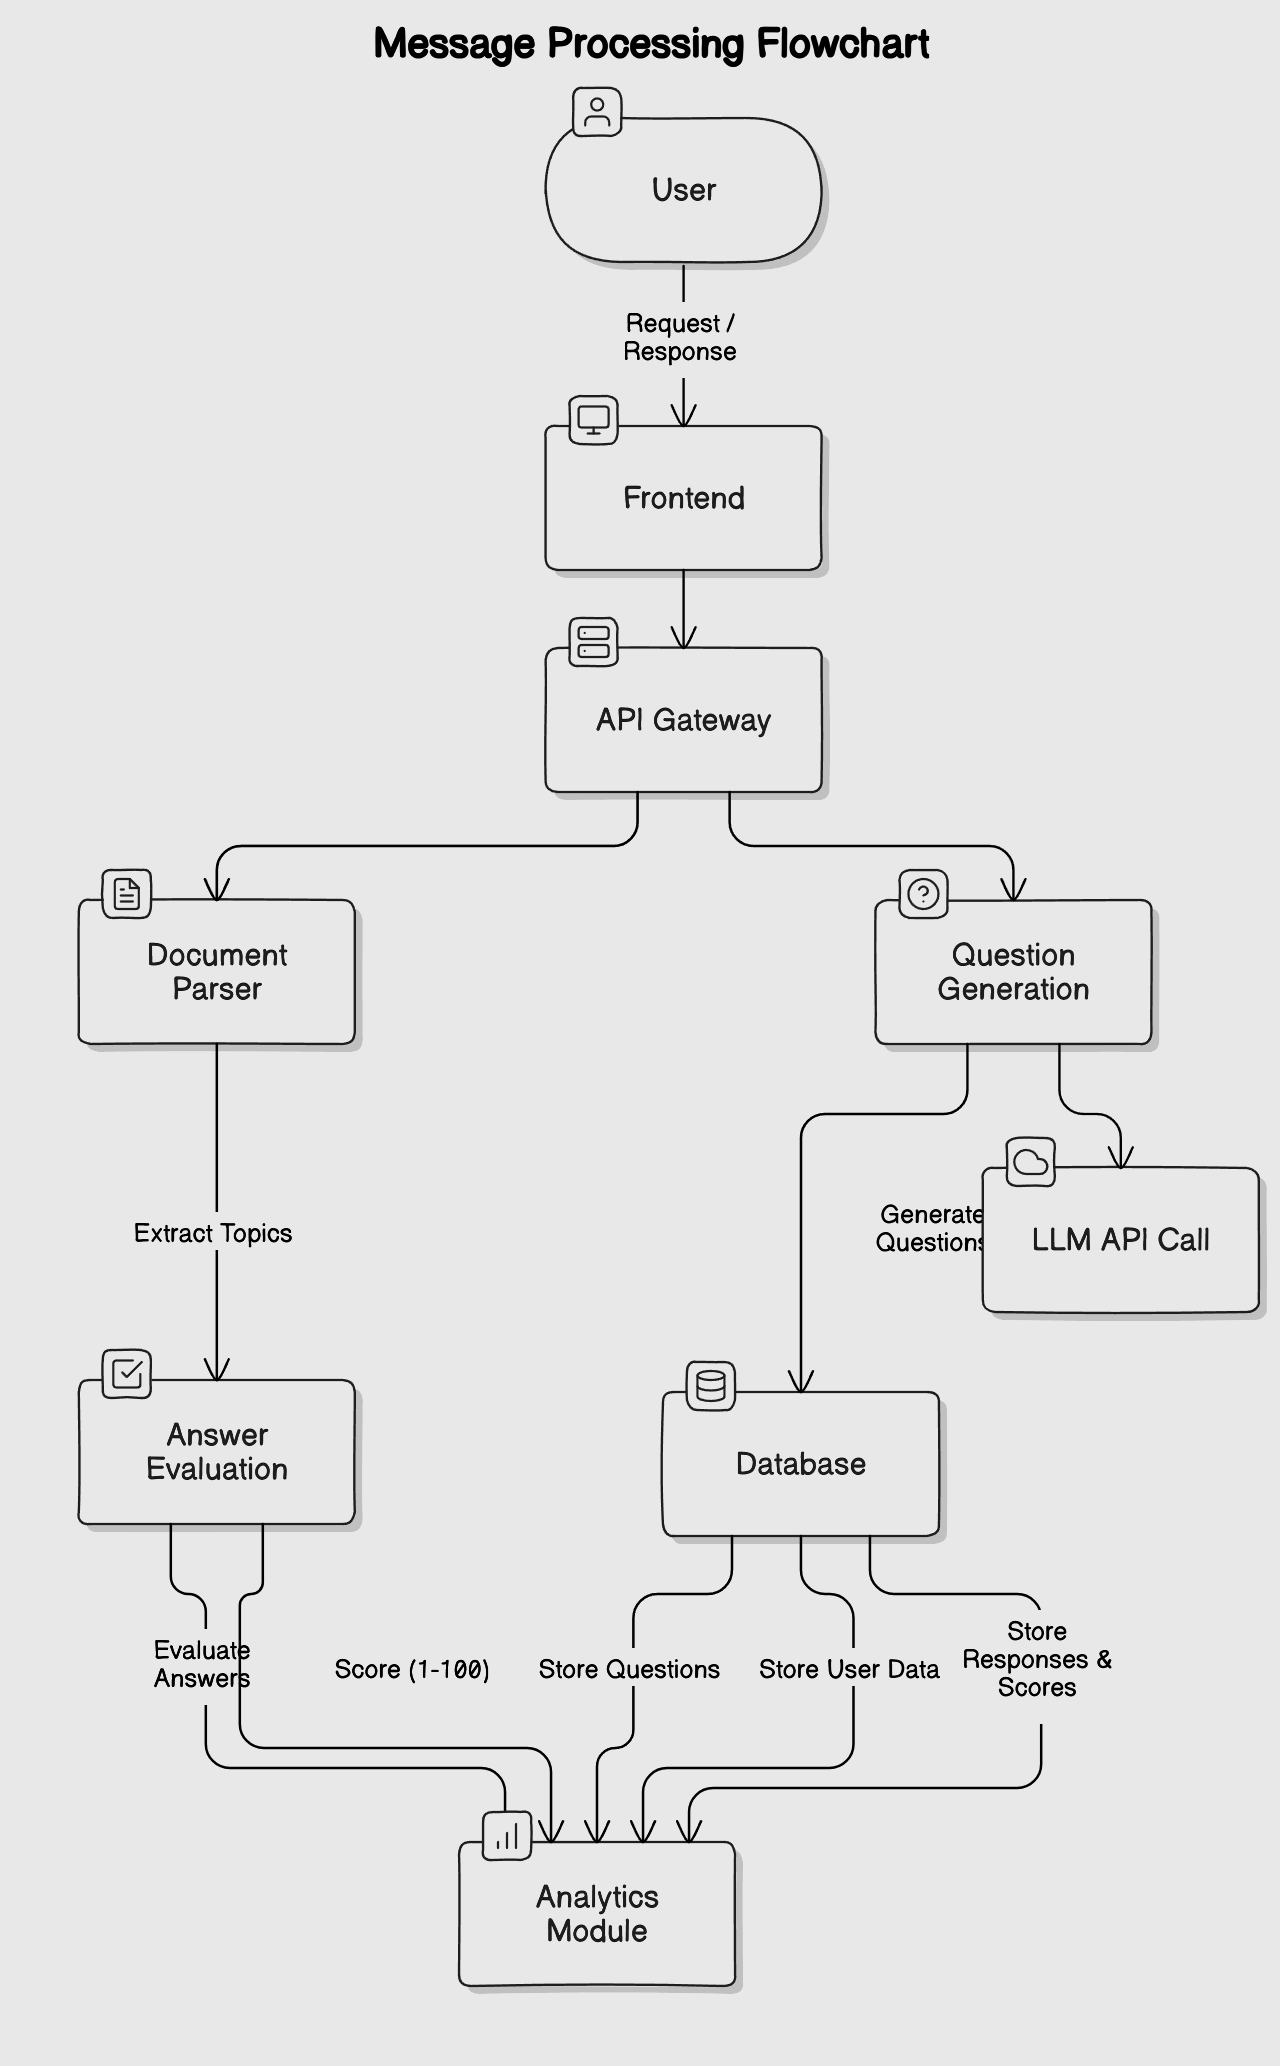 Message Processing Flowchart
User
Request /
Response
Frontend
API Gateway
Document
Parser
Question
Generation
Extract Topics
Generate
Questions
LLM API Call
Answer
Evaluation
Database
Evaluate
Answers
Score (1-100)
Store Questions
Store User Data
Store
Responses &
Scores
Analytics
Module